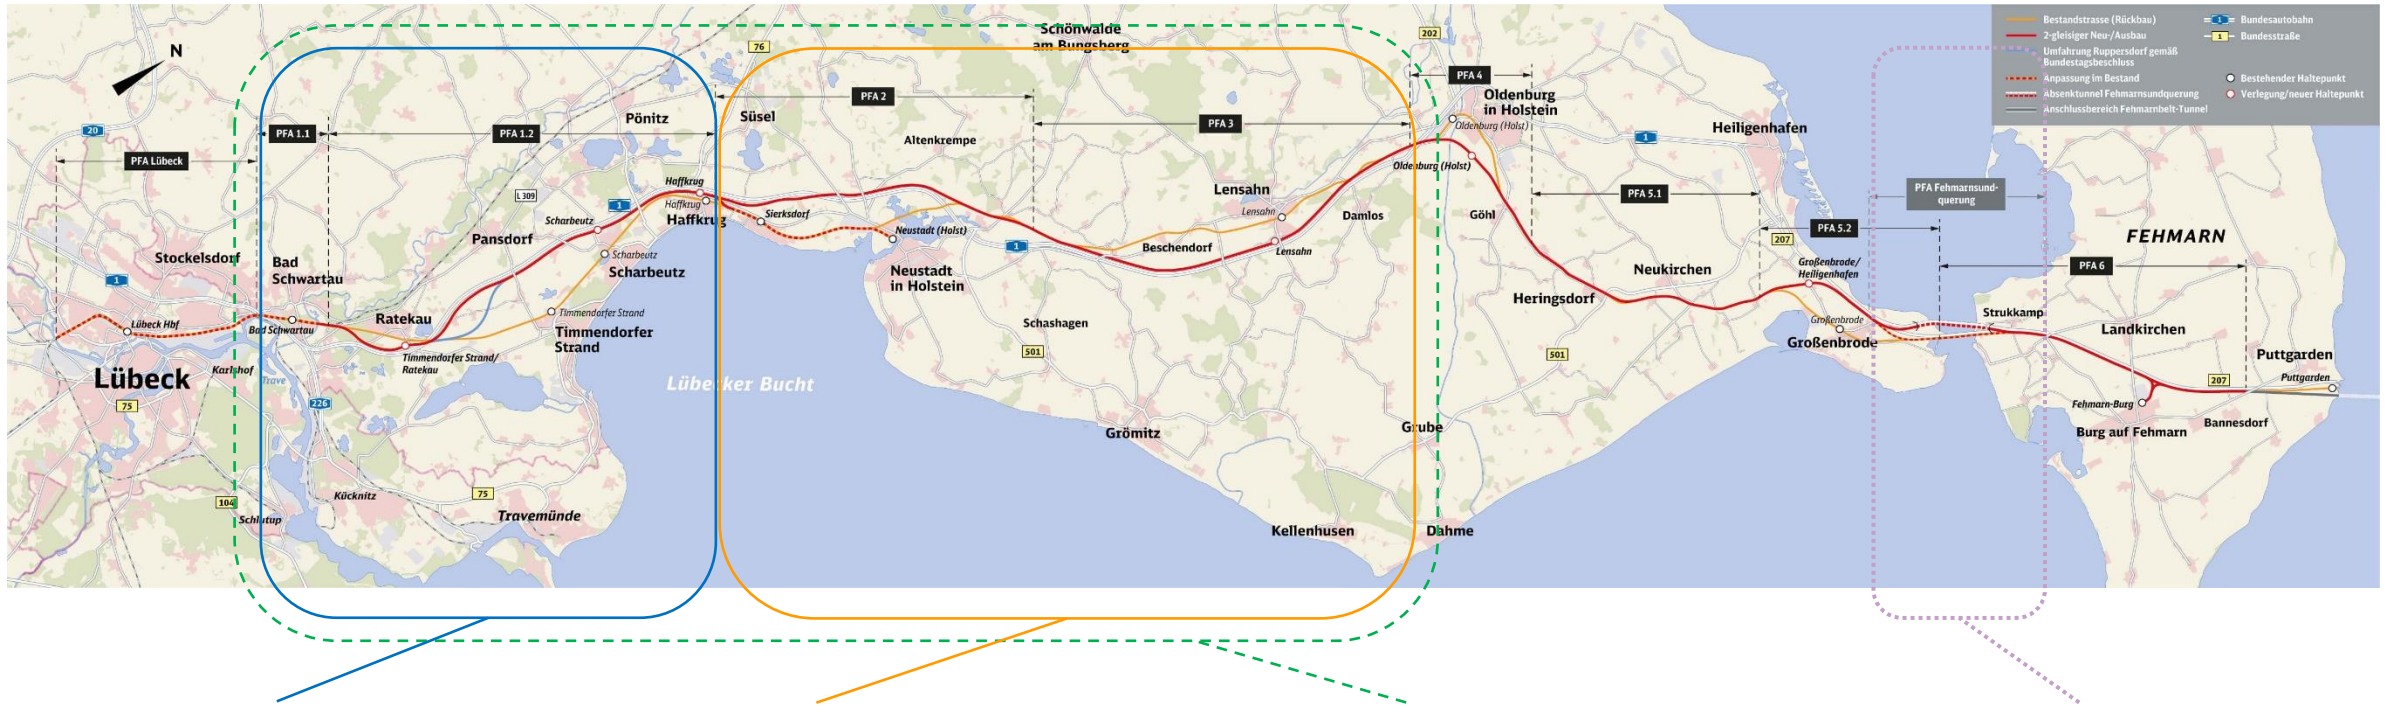 Bestandstrasse (Rückbau)
2-gleisiger Neu-/Ausbau
Umfahrung Ruppersdorf gemäß
Bundestagsbeschluss
Anpassung im Bestand
Absenktunnel Fehmarnsundquerung
Anschlussbereich Fehmarnbelt-Tunnel
1 Bundesautobahn
1 Bundesstraße
Bestehender Haltepunkt
Verlegung/neuer Haltepunkt
N
Schönwalde
am Bungsberg
76
202
20
PFA Lübeck
PFA 1.1
PFA 1.2
PFA 2
PFA 3
PFA 4
PFA 5.1
PFA 5.2
PFA Fehmarnsund-
querung
PFA 6
Pönitz
Süsel
Altenkrempe
Oldenburg
in Holstein
Oldenburg (Holst)
Oldenburg (Holst)
1
Heiligenhafen
FEHMARN
L 309
1
Haffkrug
Haffkrug
Haffkrug
Scharbeutz
Scharbeutz
Scharbeutz
Pansdorf
Sierksdorf
Neustadt (Holst)
Neustadt
in Holstein
1
Lensahn
Lensahn
Lensahn
Beschendorf
Damlos
Göhl
207
Großenbrode/
Heiligenhafen
Neukirchen
Heringsdorf
Großenbrode
Großenbrode
Strukkamp
Landkirchen
Puttgarden
Puttgarden
207
Fehmarn-Burg
Burg auf Fehmarn
Bannesdorf
Stockelsdorf
1
Bad
Schwartau
Bad Schwartau
Lübeck Hbf
Lübeck
75
Karlshof
Trave
226
Ratekau
Timmendorfer Strand/
Ratekau
Timmendorfer Strand
Timmendorfer
Strand
Lübecker Bucht
Schashagen
501
501
Grömitz
Grube
Kellenhusen
Dahme
104
Schlutup
Kücknitz
75
Travemünde